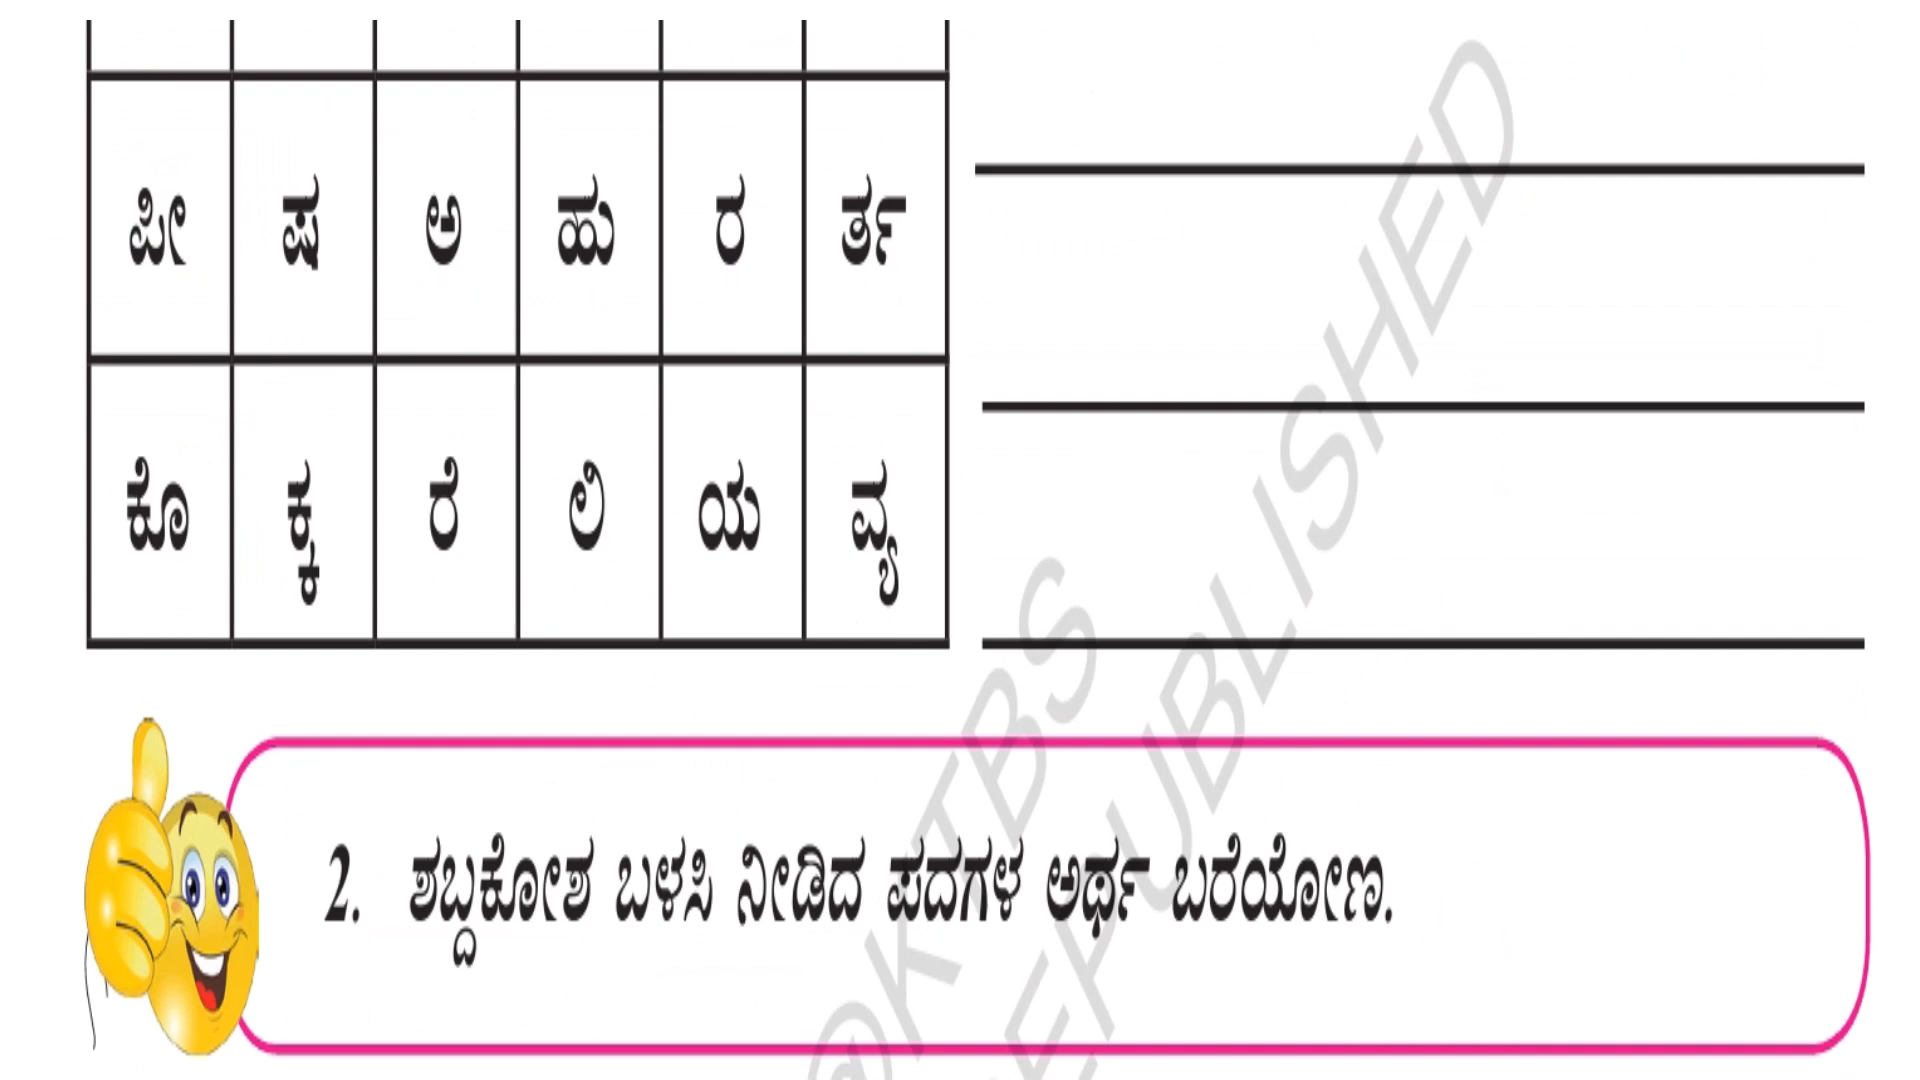 ಪೀ ಷ ಅ ಹು ರ ರ್ತ
ಕೊ ಕ್ಕ ರೆ ಲಿ ಯ ವ್ಯ
2. ಶಬ್ದಕೋಶ ಬಳಸಿ ನೀಡಿದ ಪದಗಳ ಅರ್ಥ ಬರೆಯೋಣ.
@KTBS
REPUBLISHED